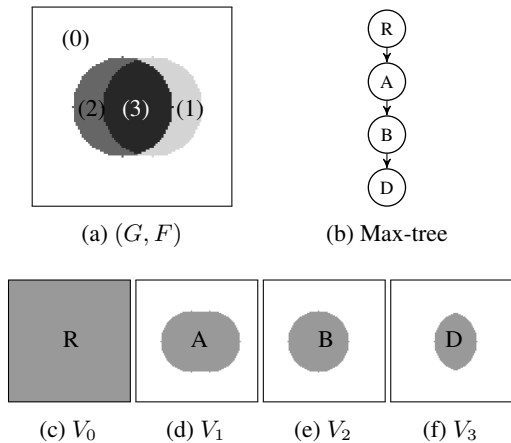 (0)
(2) (3) (1)
(a) (G, F)
R
A
B
D
(b) Max-tree
R A B D
(c) V₀ (d) V₁ (e) V₂ (f) V₃